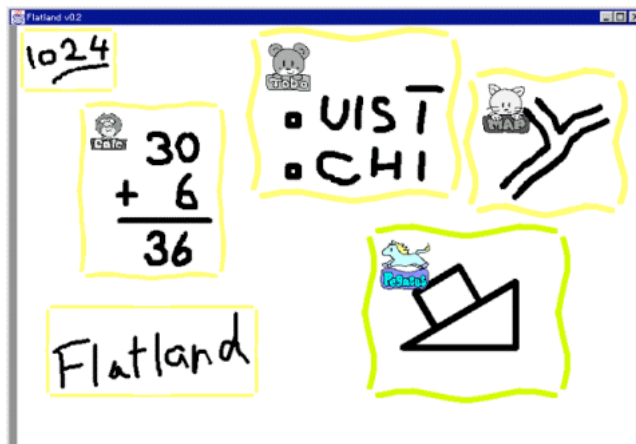 Flatland v0.2
1024
ToDo
UIST
CHI
MAP
Calc
30
+ 6
36
Pegasus
Flatland